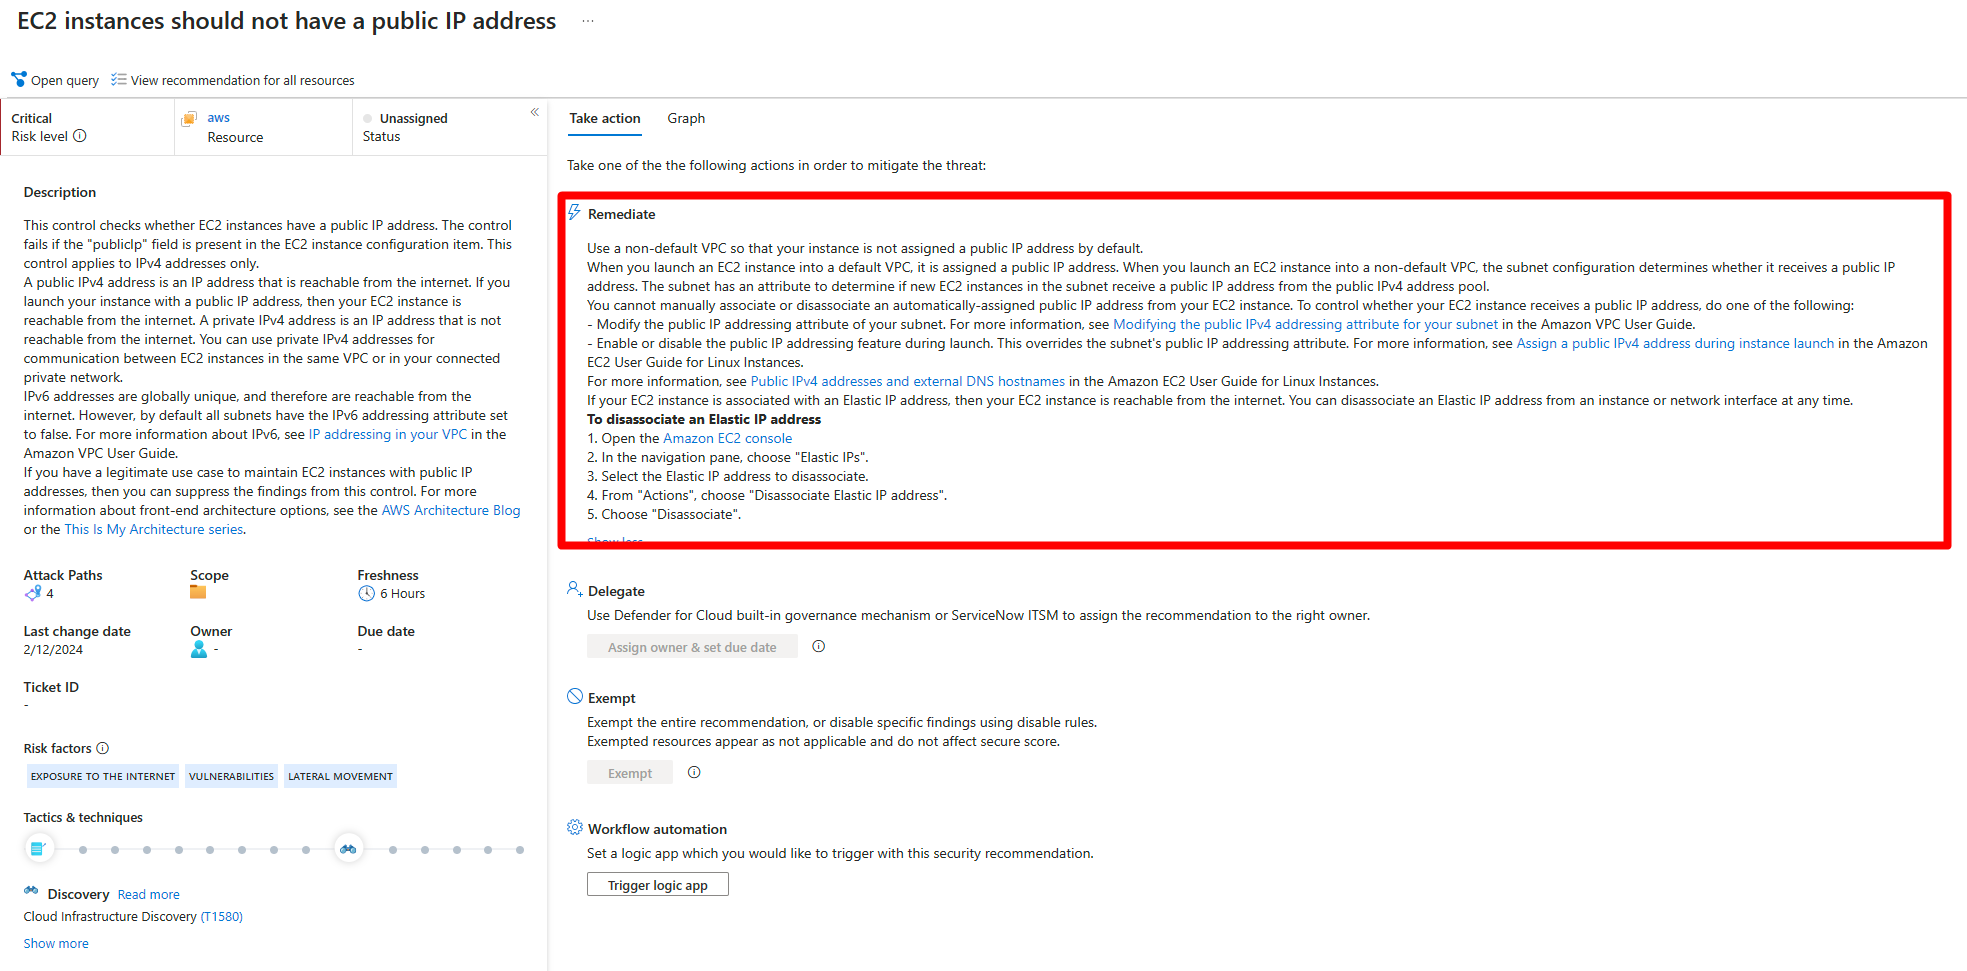 EC2 instances should not have a public IP address ...
Open query View recommendation for all resources
Critical
Risk level
aws
Resource
Unassigned
Status
Description
This control checks whether EC2 instances have a public IP address. The control
fails if the "publicIp" field is present in the EC2 instance configuration item. This
control applies to IPv4 addresses only.
A public IPv4 address is an IP address that is reachable from the internet. If you
launch your instance with a public IP address, then your EC2 instance is
reachable from the internet. A private IPv4 address is an IP address that is not
reachable from the internet. You can use private IPv4 addresses for
communication between EC2 instances in the same VPC or in your connected
private network.
IPv6 addresses are globally unique, and therefore are reachable from the
internet. However, by default all subnets have the IPv6 addressing attribute set
to false. For more information about IPv6, see IP addressing in your VPC in the
Amazon VPC User Guide.
If you have a legitimate use case to maintain EC2 instances with public IP
addresses, then you can suppress the findings from this control. For more
information about front-end architecture options, see the AWS Architecture Blog
or the This Is My Architecture series.
Attack Paths
4
Scope
Freshness
6 Hours
Last change date
2/12/2024
Owner
-
Due date
-
Ticket ID
-
Risk factors
EXPOSURE TO THE INTERNET VULNERABILITIES LATERAL MOVEMENT
Tactics & techniques
Discovery Read more
Cloud Infrastructure Discovery (T1580)
Show more
Take action Graph
Take one of the the following actions in order to mitigate the threat:
Remediate
Use a non-default VPC so that your instance is not assigned a public IP address by default.
When you launch an EC2 instance into a default VPC, it is assigned a public IP address. When you launch an EC2 instance into a non-default VPC, the subnet configuration determines whether it receives a public IP
address. The subnet has an attribute to determine if new EC2 instances in the subnet receive a public IP address from the public IPv4 address pool.
You cannot manually associate or disassociate an automatically-assigned public IP address from your EC2 instance. To control whether your EC2 instance receives a public IP address, do one of the following:
- Modify the public IP addressing attribute of your subnet. For more information, see Modifying the public IPv4 addressing attribute for your subnet in the Amazon VPC User Guide.
- Enable or disable the public IP addressing feature during launch. This overrides the subnet's public IP addressing attribute. For more information, see Assign a public IPv4 address during instance launch in the Amazon
EC2 User Guide for Linux Instances.
For more information, see Public IPv4 addresses and external DNS hostnames in the Amazon EC2 User Guide for Linux Instances.
If your EC2 instance is associated with an Elastic IP address, then your EC2 instance is reachable from the internet. You can disassociate an Elastic IP address from an instance or network interface at any time.
To disassociate an Elastic IP address
1. Open the Amazon EC2 console
2. In the navigation pane, choose "Elastic IPs".
3. Select the Elastic IP address to disassociate.
4. From "Actions", choose "Disassociate Elastic IP address".
5. Choose "Disassociate".
Show less
Delegate
Use Defender for Cloud built-in governance mechanism or ServiceNow ITSM to assign the recommendation to the right owner.
Assign owner & set due date
Exempt
Exempt the entire recommendation, or disable specific findings using disable rules.
Exempted resources appear as not applicable and do not affect secure score.
Exempt
Workflow automation
Set a logic app which you would like to trigger with this security recommendation.
Trigger logic app